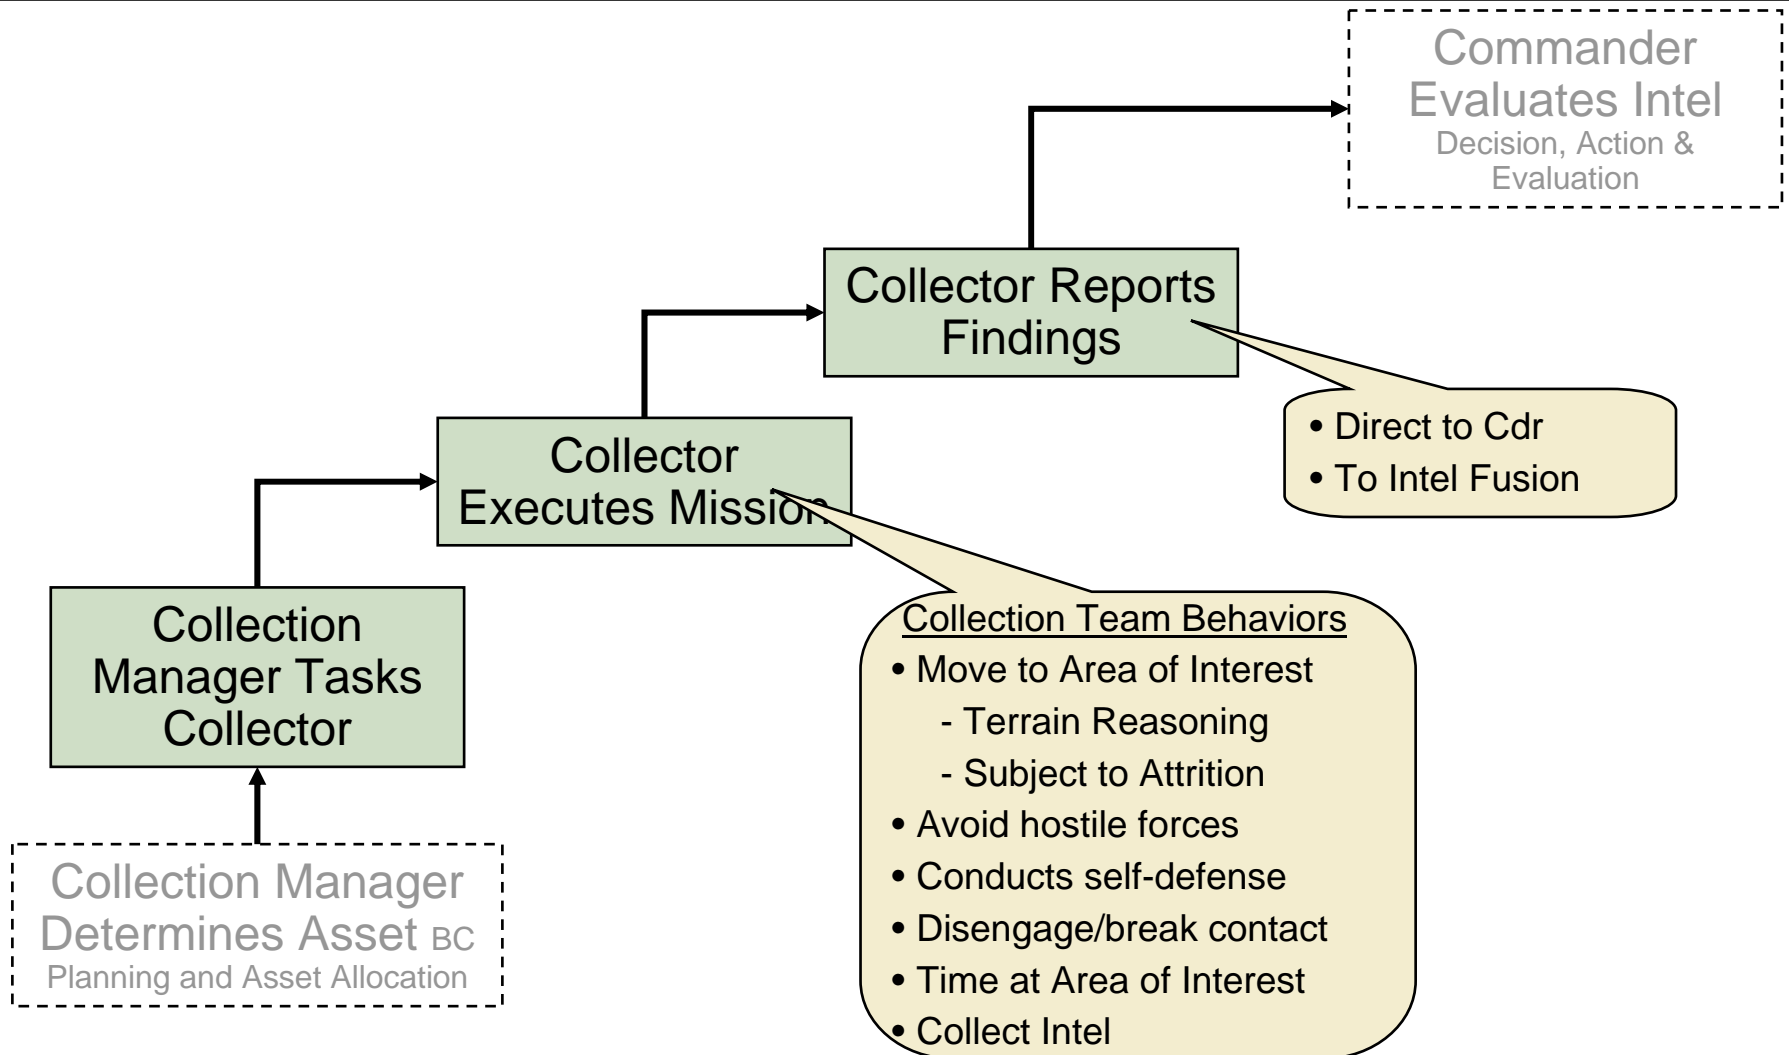 Commander
Evaluates Intel
Decision, Action &
Evaluation
Collector Reports
Findings
• Direct to Cdr
• To Intel Fusion
Collector
Executes Mission
Collection Team Behaviors
• Move to Area of Interest
- Terrain Reasoning
- Subject to Attrition
• Avoid hostile forces
• Conducts self-defense
• Disengage/break contact
• Time at Area of Interest
• Collect Intel
Collection
Manager Tasks
Collector
Collection Manager
Determines Asset BC
Planning and Asset Allocation